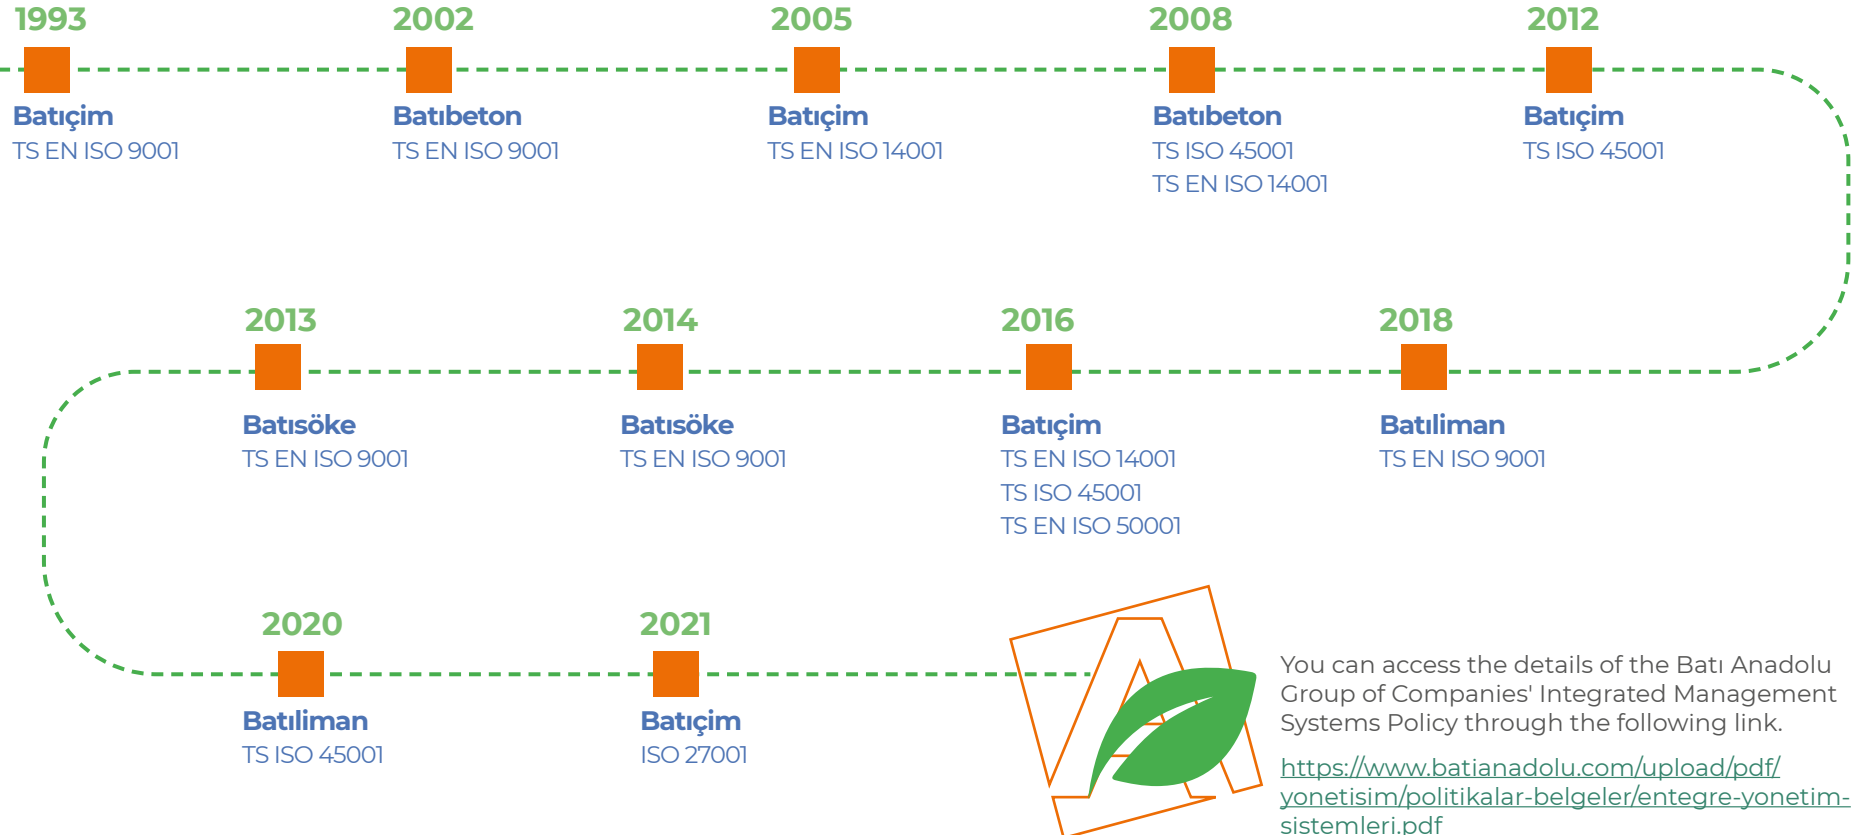 1993
Batıçim
TS EN ISO 9001
2002
Batıbeton
TS EN ISO 9001
2005
Batıçim
TS EN ISO 14001
2008
Batıbeton
TS ISO 45001
TS EN ISO 14001
2012
Batıçim
TS ISO 45001
2013
Batısöke
TS EN ISO 9001
2014
Batısöke
TS EN ISO 9001
2016
Batıçim
TS EN ISO 14001
TS ISO 45001
TS EN ISO 50001
2018
Batıliman
TS EN ISO 9001
2020
Batıliman
TS ISO 45001
2021
Batıçim
ISO 27001
A
You can access the details of the Batı Anadolu
Group of Companies' Integrated Management
Systems Policy through the following link.
https://www.batianadolu.com/upload/pdf/
yonetisim/politikalar-belgeler/entegre-yonetim-
sistemleri.pdf